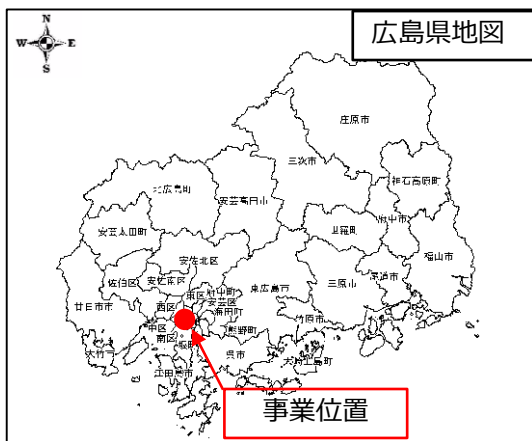 N
W E
S
広島県地図
庄原市
三次市
神石高原町
北広島町
安芸高田市
府中市
世羅町
安芸太田町
福山市
安佐北区
尾道市
三原市
東広島市
佐伯区
安佐南区
東区
府中町
安芸区
海田町
廿日市市
西区
竹原市
中区
南区
熊野町
坂町
呉市
大竹市
大崎上島町
江田島市
事業位置